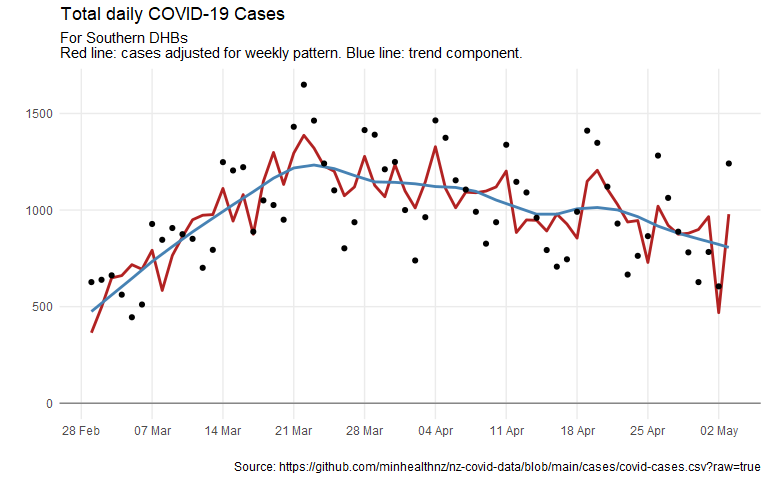 Total daily COVID-19 Cases
For Southern DHBs
Red line: cases adjusted for weekly pattern. Blue line: trend component.
1500
1000
500
0
28 Feb 07 Mar 14 Mar 21 Mar 28 Mar 04 Apr 11 Apr 18 Apr 25 Apr 02 May
Source: https://github.com/minhealthnz/nz-covid-data/blob/main/cases/covid-cases.csv?raw=true